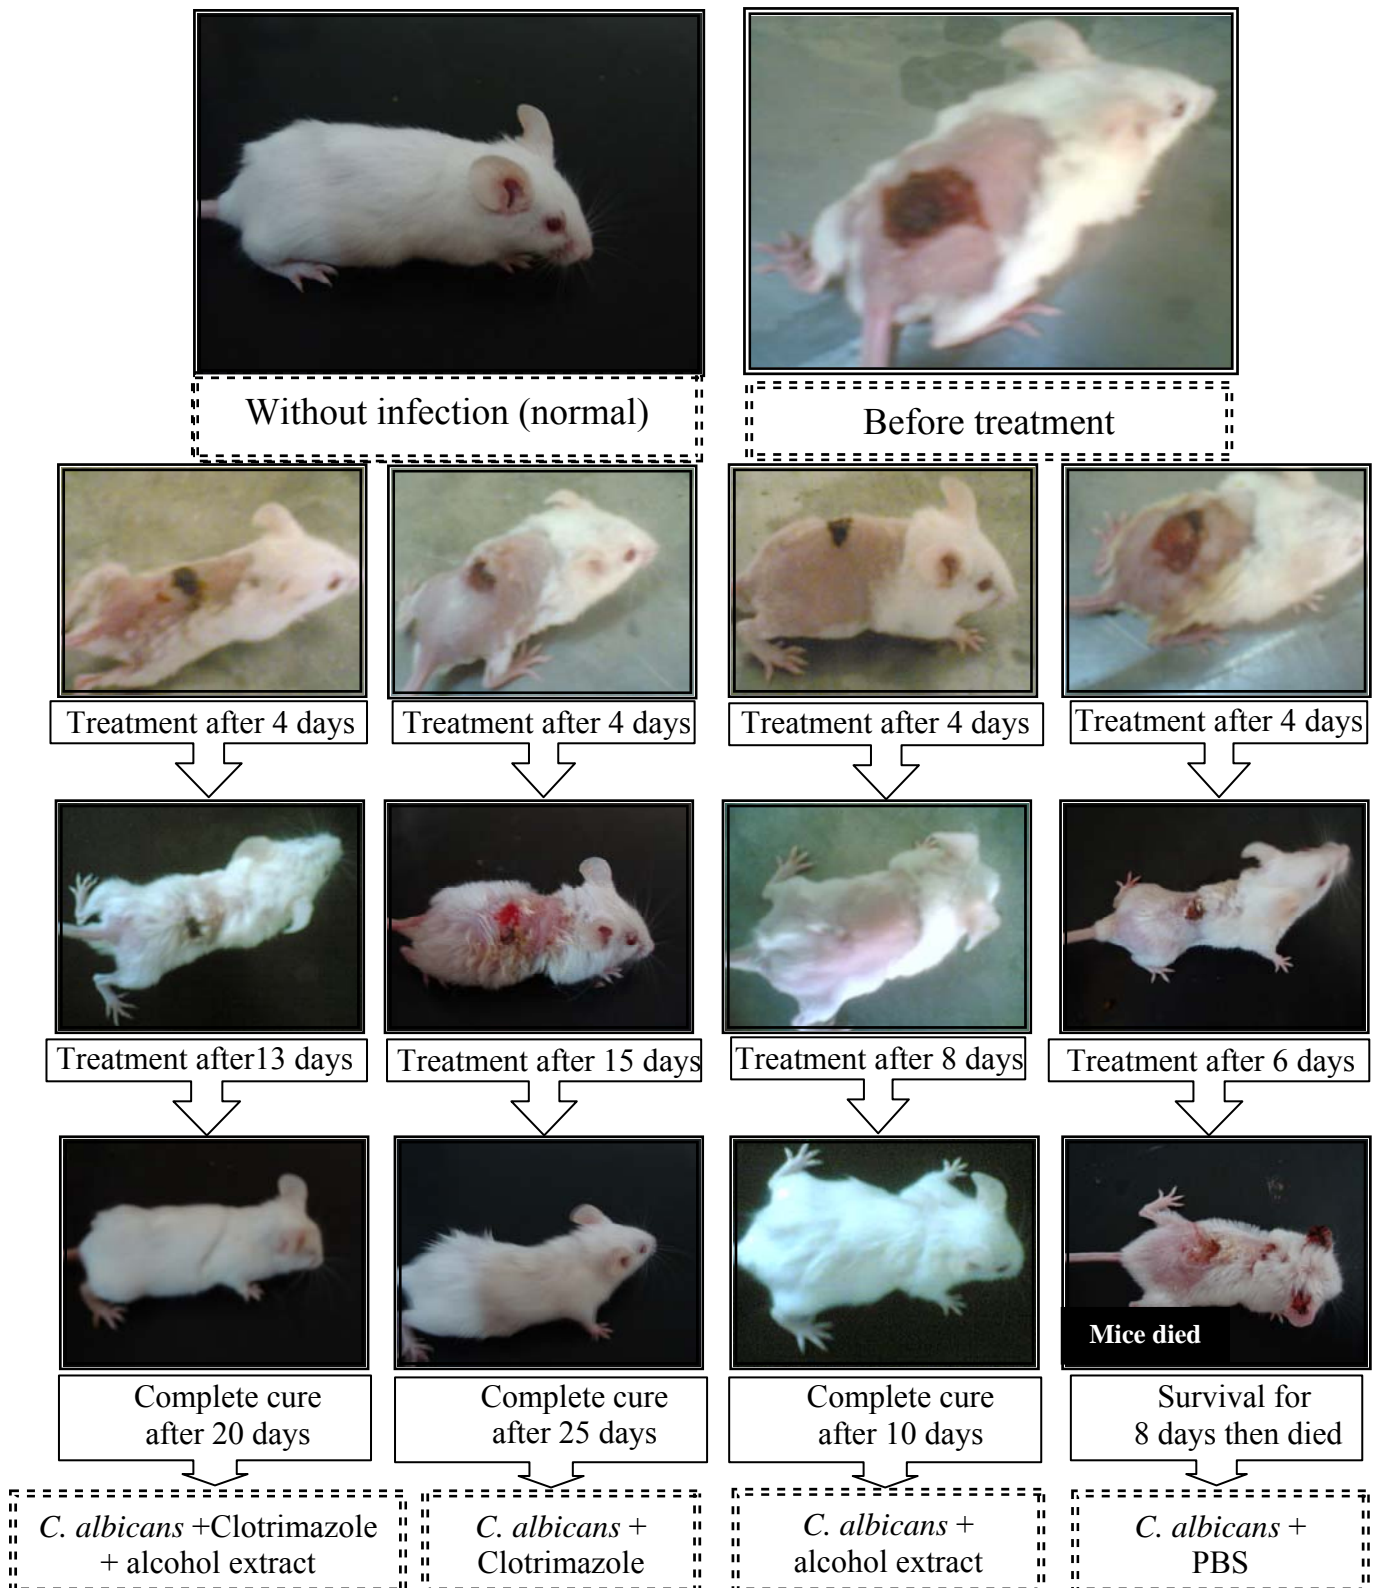 Without infection (normal)
Before treatment
Treatment after 4 days
Treatment after 4 days
Treatment after 4 days
Treatment after 4 days
Treatment after13 days
Treatment after 15 days
Treatment after 8 days
Treatment after 6 days
Mice died
Complete cure
after 20 days
Complete cure
after 25 days
Complete cure
after 10 days
Survival for
8 days then died
C. albicans +Clotrimazole
+ alcohol extract
C. albicans +
Clotrimazole
C. albicans +
alcohol extract
C. albicans +
PBS